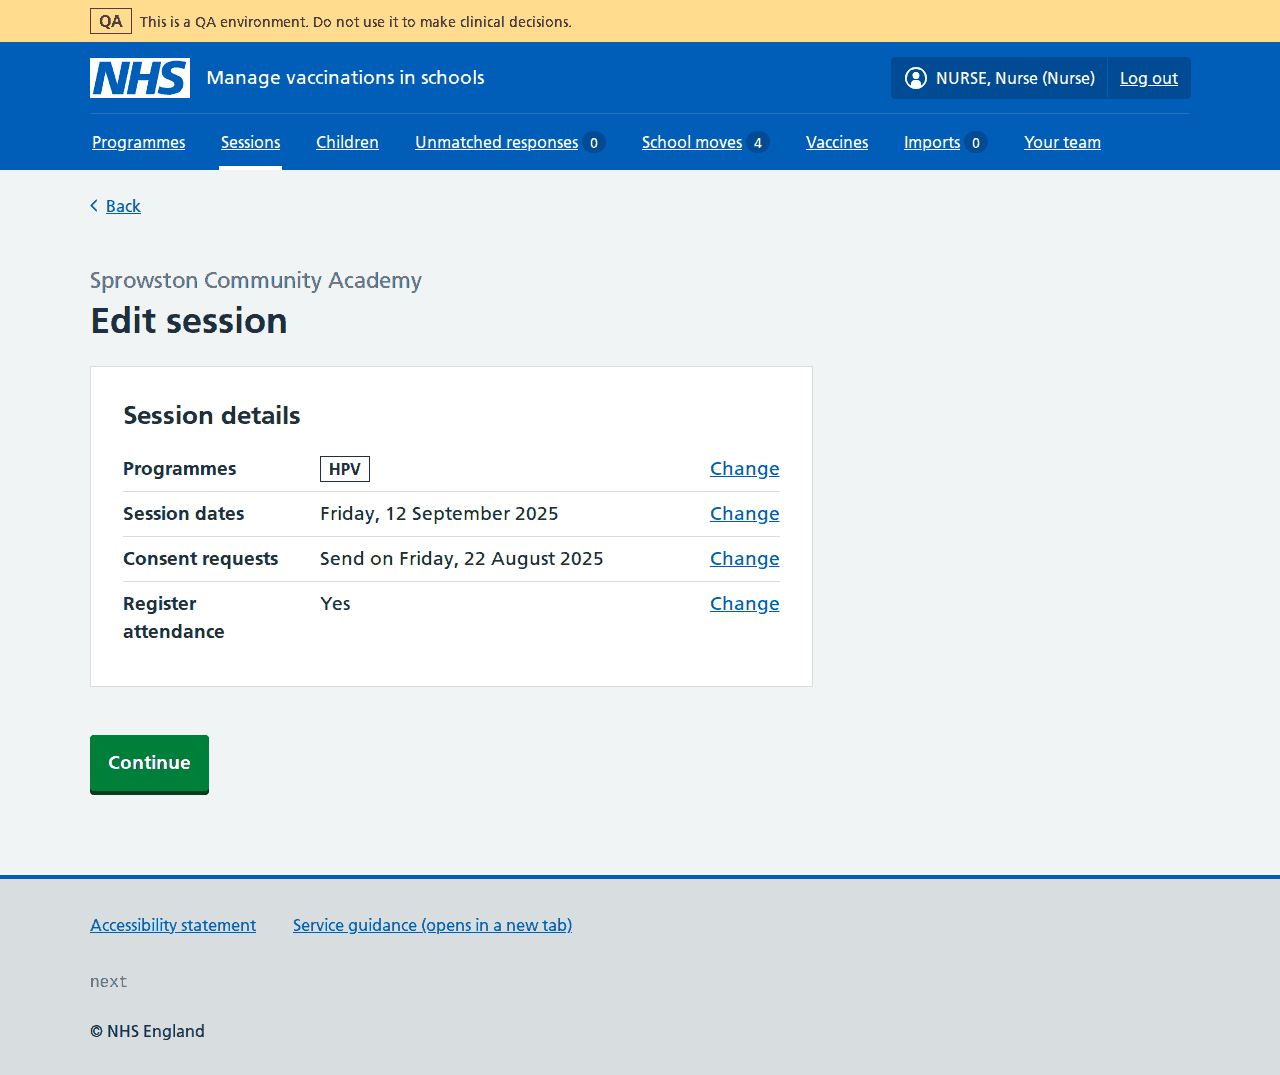 QA This is a QA environment. Do not use it to make clinical decisions.
NHS Manage vaccinations in schools NURSE, Nurse (Nurse) Log out
Programmes Sessions Children Unmatched responses 0 School moves 4 Vaccines Imports 0 Your team
Back
Sprowston Community Academy
Edit session
Session details
Programmes HPV Change
Session dates Friday, 12 September 2025 Change
Consent requests Send on Friday, 22 August 2025 Change
Register attendance Yes Change
Continue
Accessibility statement Service guidance (opens in a new tab)
next
© NHS England